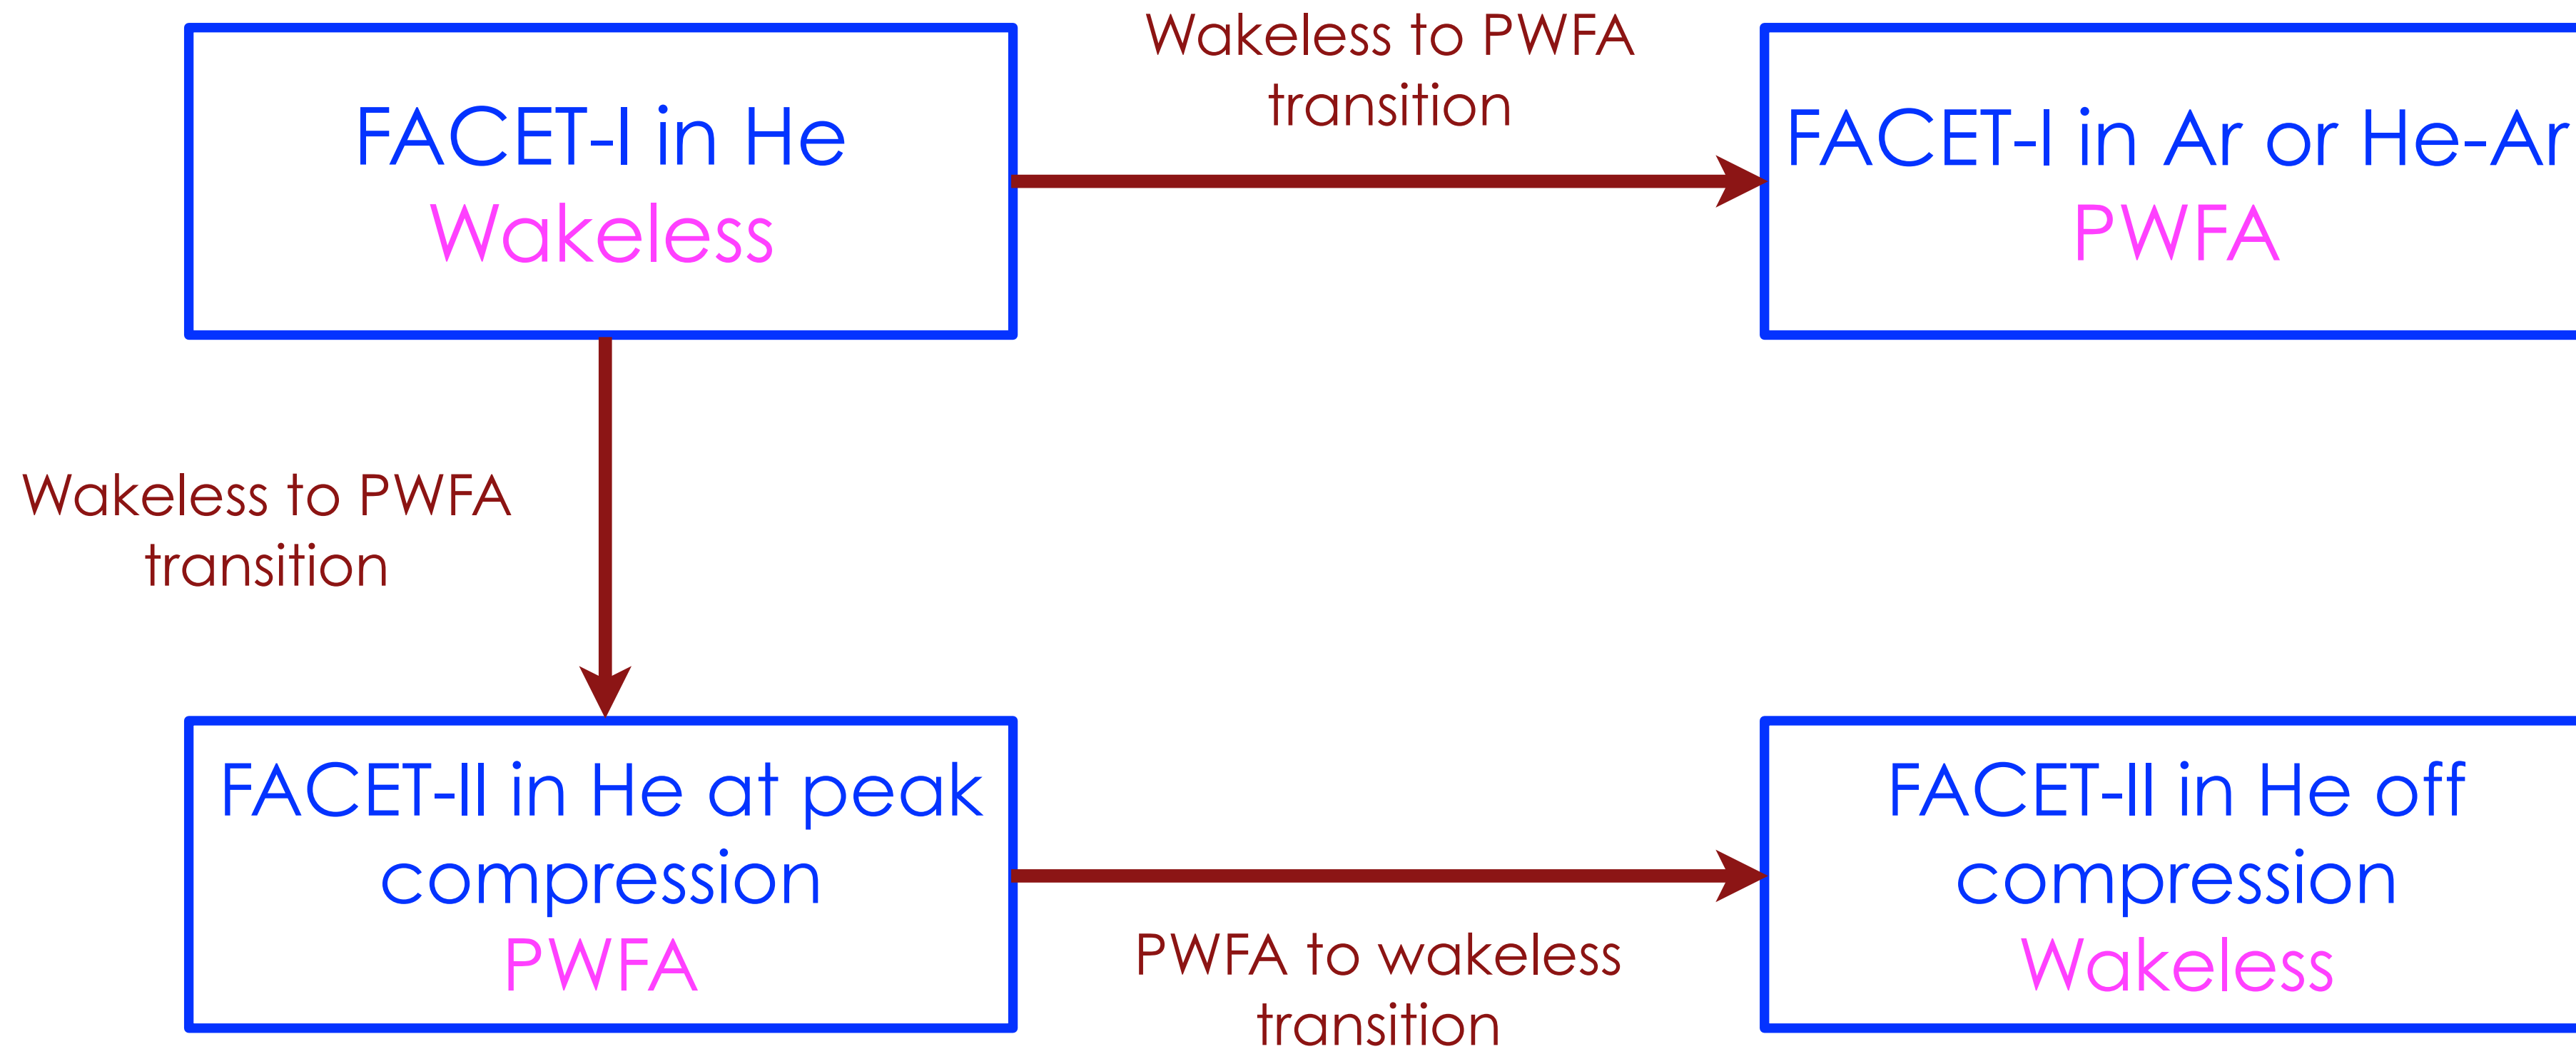 FACET-I in He
Wakeless
Wakeless to PWFA
transition
FACET-I in Ar or He-Ar
PWFA
Wakeless to PWFA
transition
FACET-II in He at peak
compression
PWFA
PWFA to wakeless
transition
FACET-II in He off
compression
Wakeless